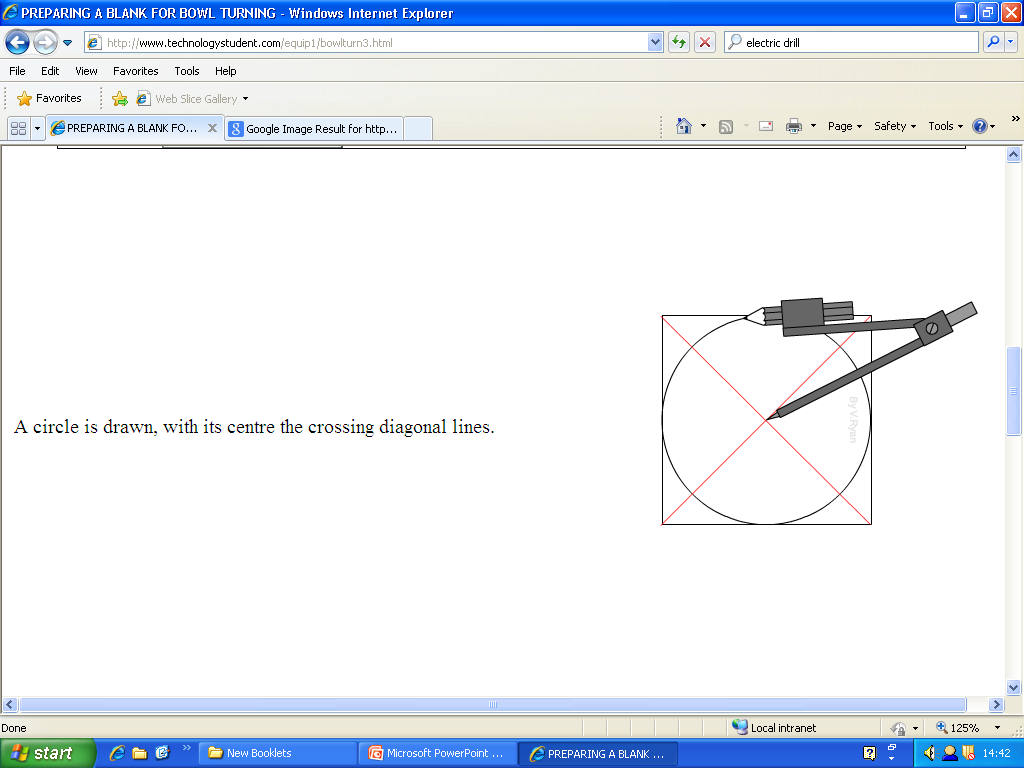 PREPARING A BLANK FOR BOWL TURNING - Windows Internet Explorer
http://www.technologystudent.com/equip1/bowlturn3.html
electric drill
File Edit View Favorites Tools Help
Favorites Web Slice Gallery
PREPARING A BLANK FO... Google Image Result for http... Page Safety Tools »
By V.Ryan
A circle is drawn, with its centre the crossing diagonal lines.
Done Local intranet 125%
start » New Booklets Microsoft PowerPoint ... PREPARING A BLANK ... 14:42